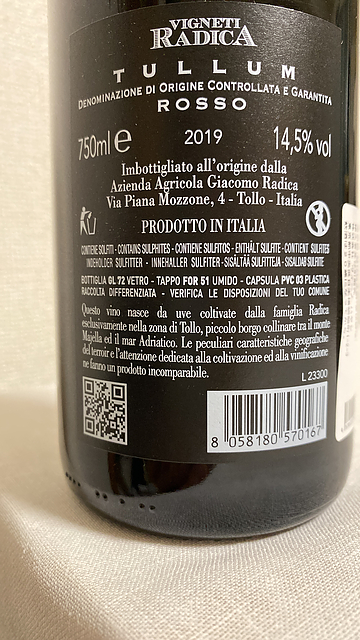 VIGNETI
RADICA
TULLUM
DENOMINAZIONE DI ORIGINE CONTROLLATA E GARANTITA
ROSSO
750ml e 2019 14,5% vol
Imbottigliato all'origine dalla
Azienda Agricola Giacomo Radica
Via Piana Mozzone, 4 - Tollo - Italia
PRODOTTO IN ITALIA
CONTIENE SOLFITI - CONTAINS SULPHITES - CONTIENE SULFITOS - ENTHÄLT SULFITE - CONTIENT SULFITES
INDEHOLDER SULFITTER - INNEHALLER SULFITER - SISÄLTÄÄ SULFIITTEJA - SISALDAB SULFITE
BOTTIGLIA GL 72 VETRO - TAPPO FOR 51 UMIDO - CAPSULA PVC 03 PLASTICA
RACCOLTA DIFFERENZIATA - VERIFICA LE DISPOSIZIONI DEL TUO COMUNE
Questo vino nasce da uve coltivate dalla famiglia Radica
esclusivamente nella zona di Tollo, piccolo borgo collinare tra il monte
Majella ed il mar Adriatico. Le peculiari caratteristiche geografiche
del terroir e l'attenzione dedicata alla coltivazione ed alla vinificazione
ne fanno un prodotto incomparabile.
L 23300
8 058180 570167